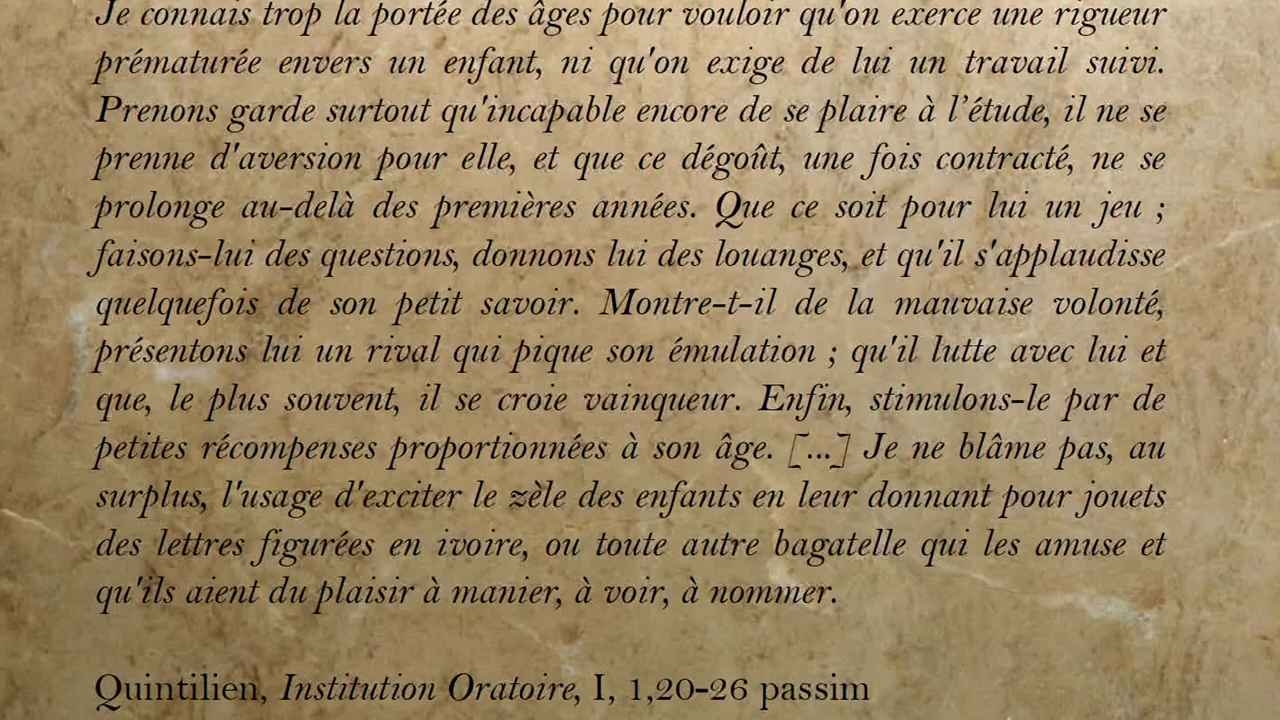 Je connais trop la portée des âges pour vouloir qu'on exerce une rigueur
prématurée envers un enfant, ni qu'on exige de lui un travail suivi.
Prenons garde surtout qu'incapable encore de se plaire à l’étude, il ne se
prenne d'aversion pour elle, et que ce dégoût, une fois contracté, ne se
prolonge au-delà des premières années. Que ce soit pour lui un jeu ;
faisons-lui des questions, donnons lui des louanges, et qu'il s'applaudisse
quelquefois de son petit savoir. Montre-t-il de la mauvaise volonté,
présentons lui un rival qui pique son émulation ; qu'il lutte avec lui et
que, le plus souvent, il se croie vainqueur. Enfin, stimulons-le par de
petites récompenses proportionnées à son âge. [...] Je ne blâme pas, au
surplus, l'usage d'exciter le zèle des enfants en leur donnant pour jouets
des lettres figurées en ivoire, ou toute autre bagatelle qui les amuse et
qu'ils aient du plaisir à manier, à voir, à nommer.
Quintilien, Institution Oratoire, I, 1,20-26 passim